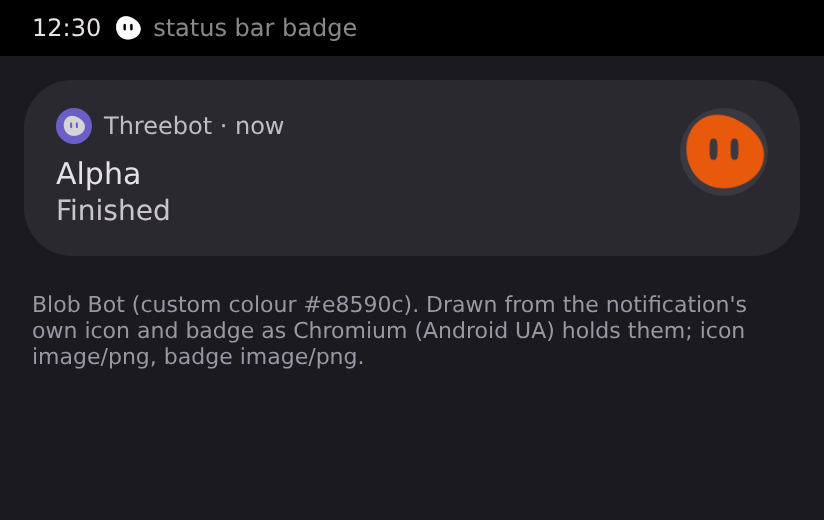 12:30 status bar badge
Threebot · now
Alpha
Finished
Blob Bot (custom colour #e8590c). Drawn from the notification's
own icon and badge as Chromium (Android UA) holds them; icon
image/png, badge image/png.